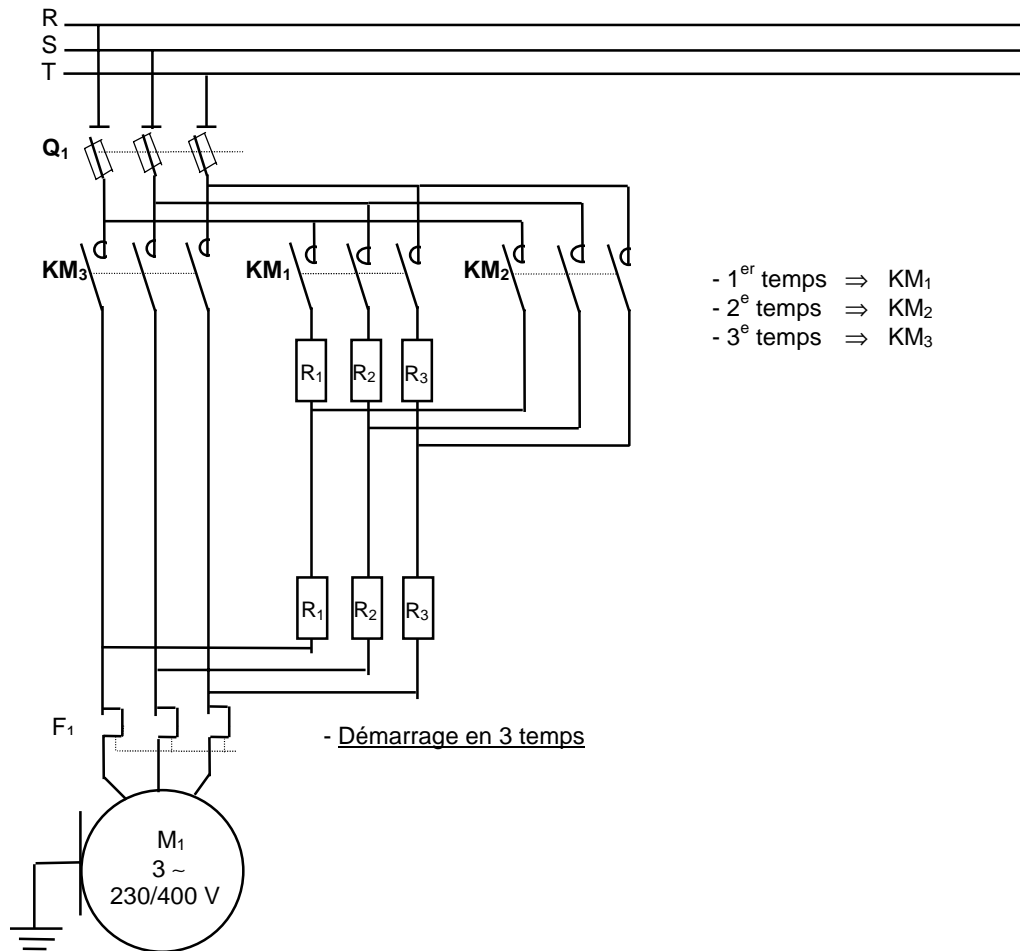 R
S
T
Q₁
KM₃ KM₁ KM₂
- 1er temps ⇒ KM₁
- 2e temps ⇒ KM₂
- 3e temps ⇒ KM₃
R₁ R₂ R₃
R₁ R₂ R₃
F₁
- Démarrage en 3 temps
M₁
3 ~
230/400 V